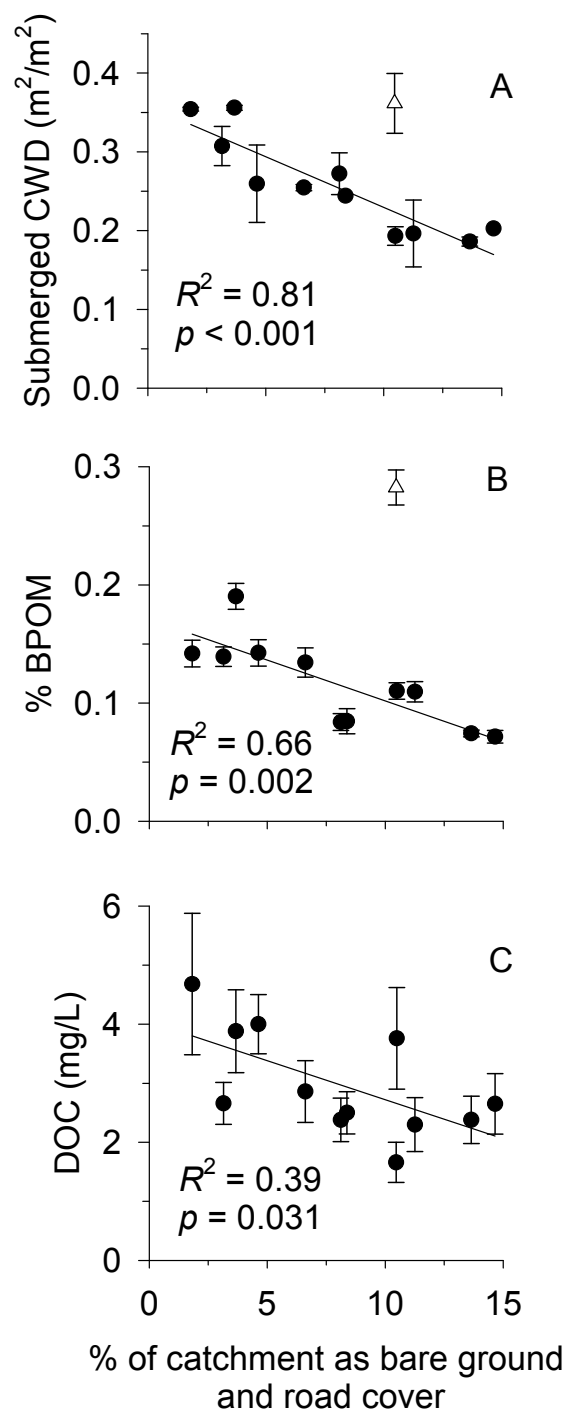 Submerged CWD (m²/m²)
0.4
0.3
0.2
0.1
0.0
A
R² = 0.81
p < 0.001
% BPOM
0.3
0.2
0.1
0.0
B
R² = 0.66
p = 0.002
DOC (mg/L)
6
4
2
0
C
R² = 0.39
p = 0.031
0 5 10 15
% of catchment as bare ground
and road cover